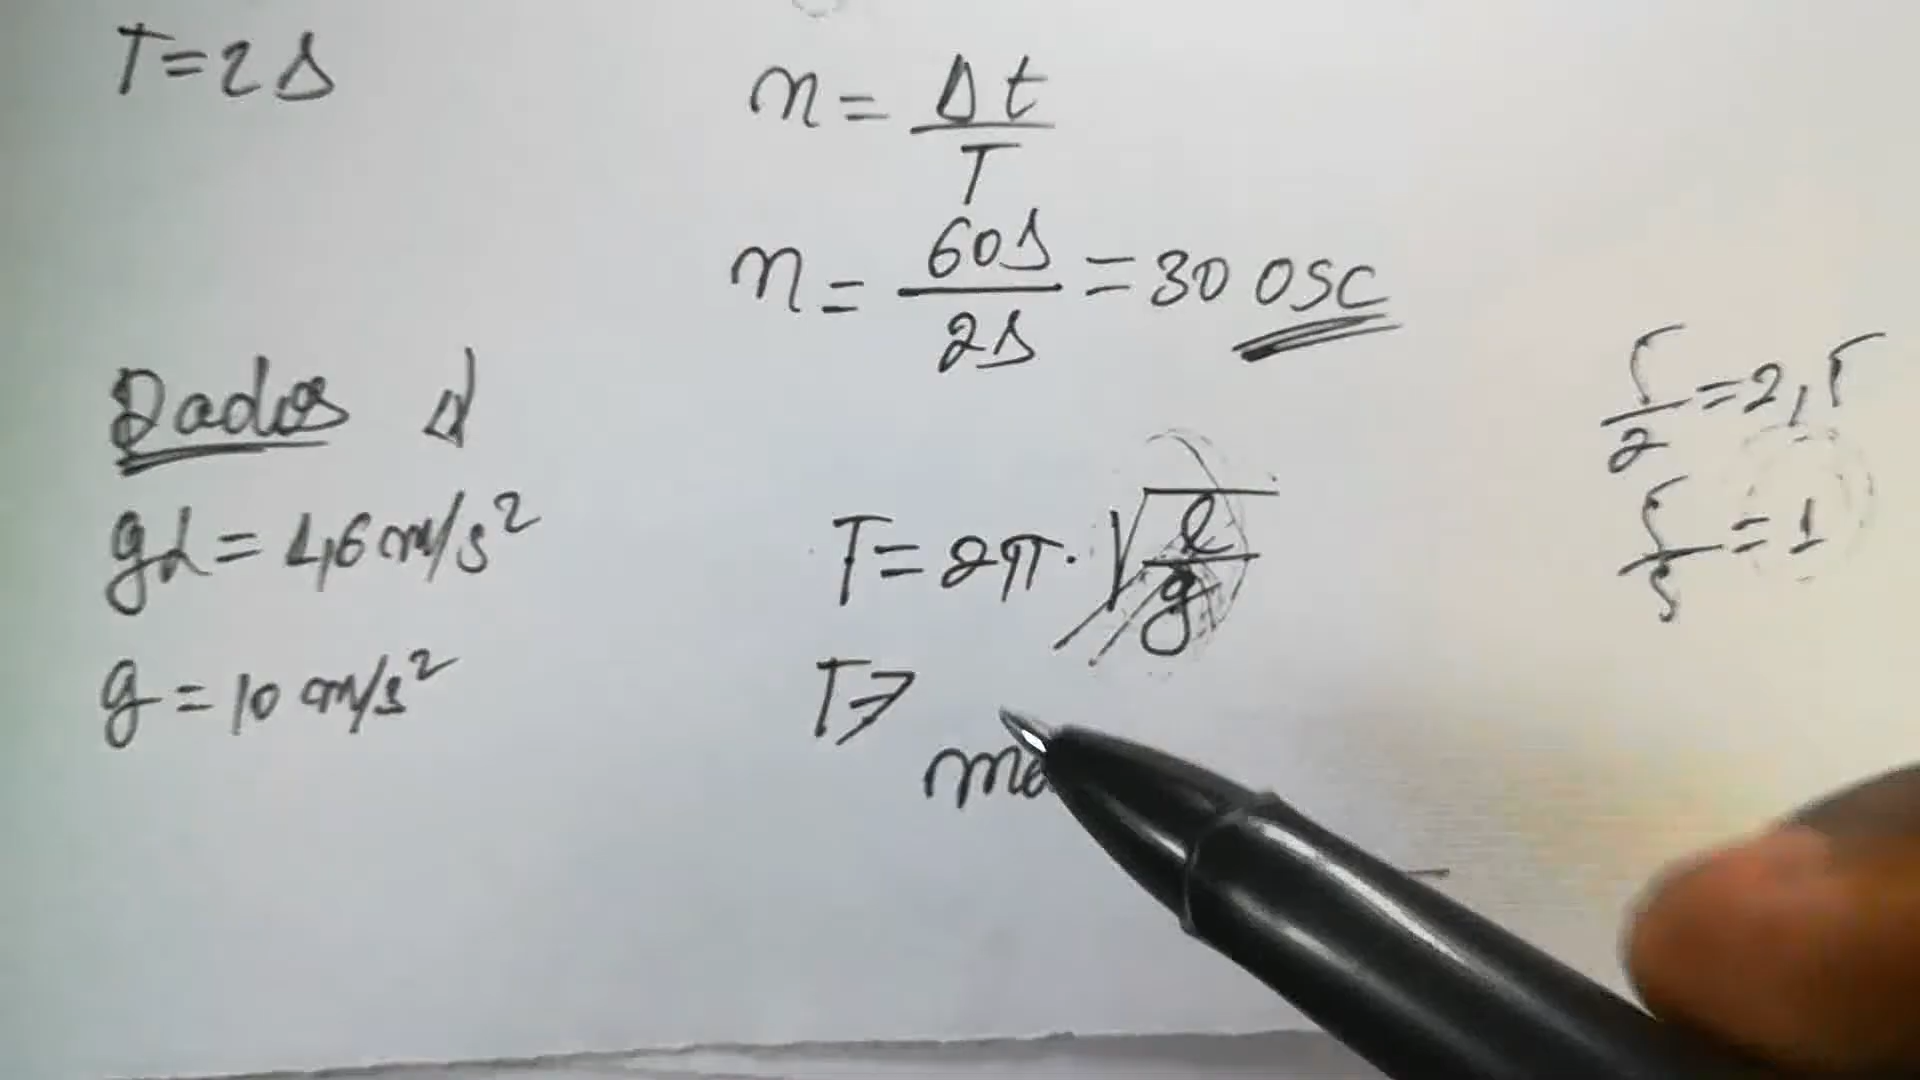 T=2s
n = Δt/T
n = 60s/2s = 30 osc
5/2 = 2,5
5/5 = 1
Dados d)
gL = 1,6 m/s²
g = 10 m/s²
T = 2π · √(l/g)
T